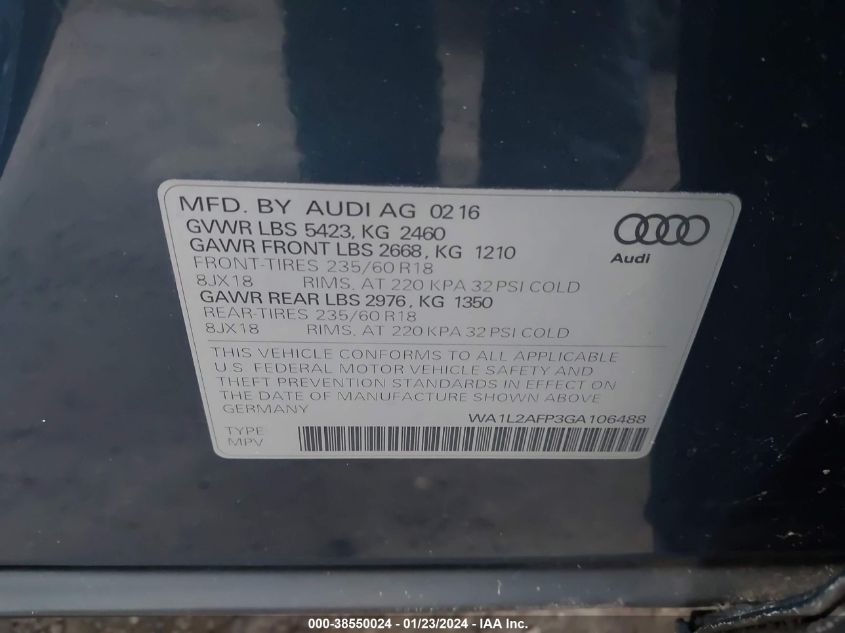 MFD. BY AUDI AG 02 16
GVWR LBS 5423, KG 2460
GAWR FRONT LBS 2668, KG 1210
FRONT-TIRES 235/60 R18
8JX18 RIMS, AT 220 KPA 32 PSI COLD
GAWR REAR LBS 2976, KG 1350
REAR-TIRES 235/60 R18
8JX18 RIMS, AT 220 KPA 32 PSI COLD
Audi
THIS VEHICLE CONFORMS TO ALL APPLICABLE
U.S. FEDERAL MOTOR VEHICLE SAFETY AND
THEFT PREVENTION STANDARDS IN EFFECT ON
THE DATE OF MANUFACTURE SHOWN ABOVE
GERMANY
WA1L2AFP3GA106488
TYPE
MPV
000-38550024 - 01/23/2024 - IAA Inc.